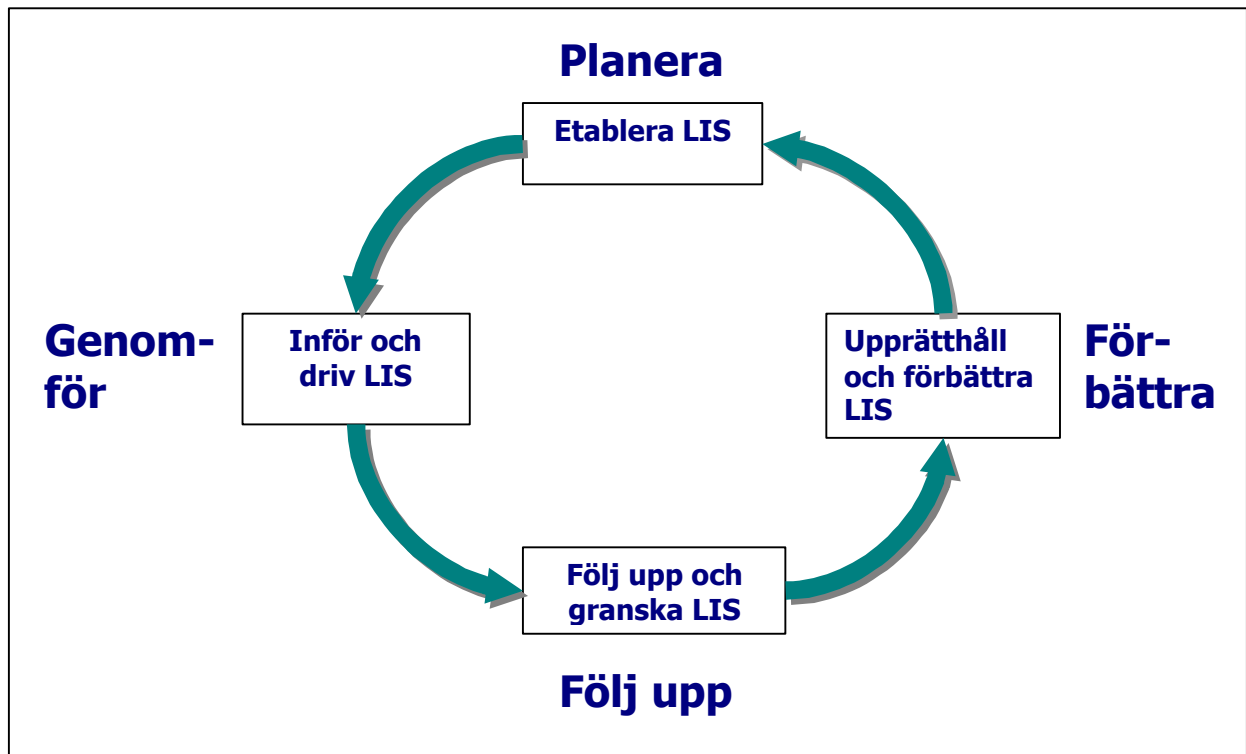 Planera
Etablera LIS
Genom-
för
Inför och
driv LIS
Upprätthåll
och förbättra
LIS
För-
bättra
Följ upp och
granska LIS
Följ upp